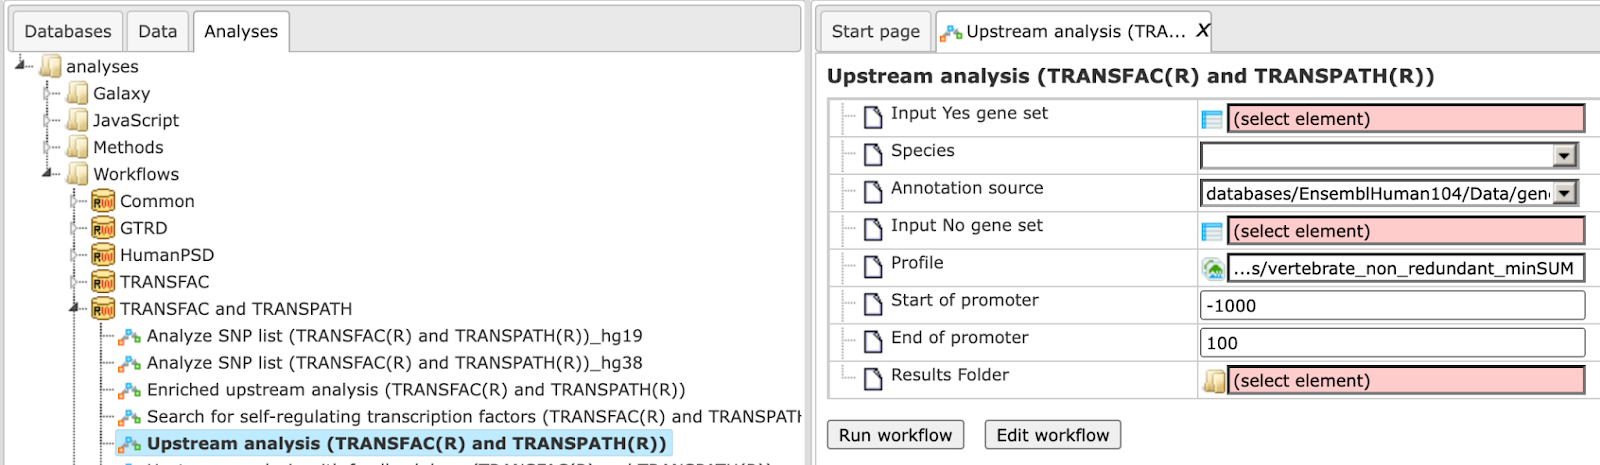 Databases Data Analyses
analyses
Galaxy
JavaScript
Methods
Workflows
Common
GTRD
HumanPSD
TRANSFAC
TRANSFAC and TRANSPATH
Analyze SNP list (TRANSFAC(R) and TRANSPATH(R))_hg19
Analyze SNP list (TRANSFAC(R) and TRANSPATH(R))_hg38
Enriched upstream analysis (TRANSFAC(R) and TRANSPATH(R))
Search for self-regulating transcription factors (TRANSFAC(R) and TRANSPATH
Upstream analysis (TRANSFAC(R) and TRANSPATH(R))
Start page Upstream analysis (TRA... X
Upstream analysis (TRANSFAC(R) and TRANSPATH(R))
Input Yes gene set (select element)
Species
Annotation source databases/EnsemblHuman104/Data/gen
Input No gene set (select element)
Profile ...s/vertebrate_non_redundant_minSUM
Start of promoter -1000
End of promoter 100
Results Folder (select element)
Run workflow Edit workflow